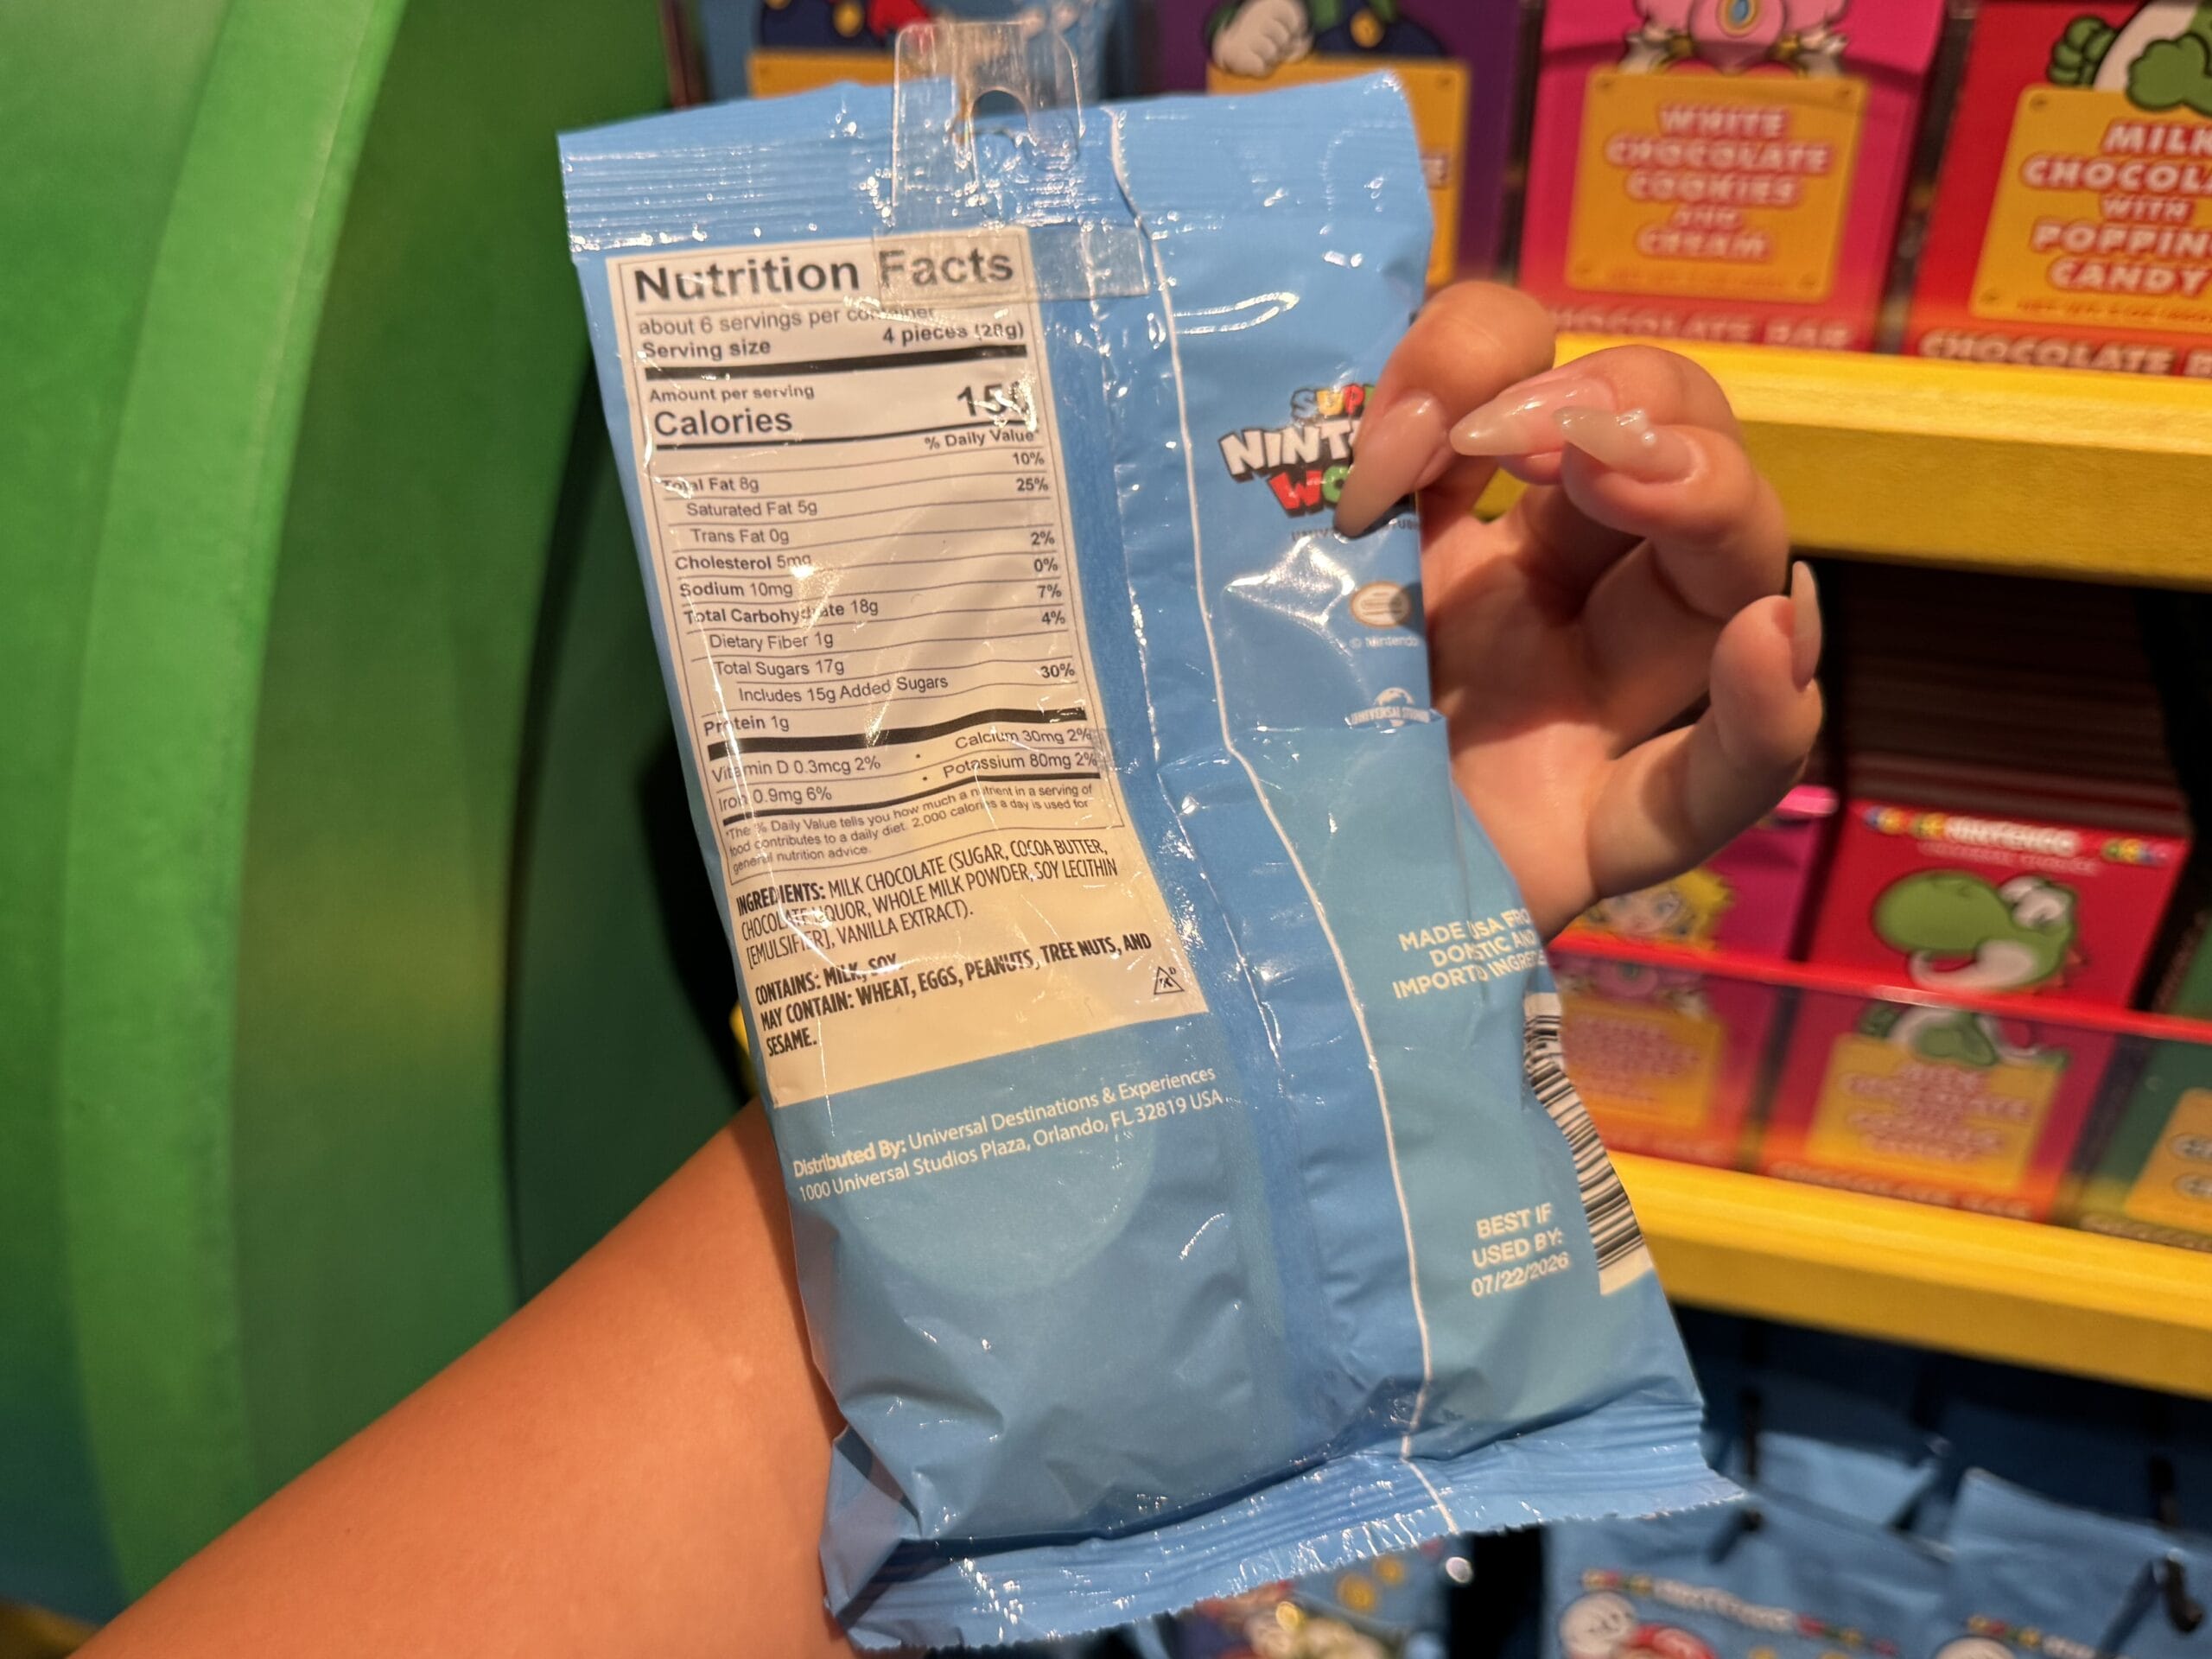 WHITE
CHOCOLATE
COOKIES
AND
CREAM
CHOCOLATE BAR
WITH
CANDY
Nutrition Facts
about 6 servings per container
Serving size 4 pieces (28g)
Amount per serving
Calories
% Daily Value*
10%
Total Fat 8g
25%
Saturated Fat 5g
Trans Fat 0g
2%
Cholesterol 5mg
0%
Sodium 10mg
7%
Total Carbohydrate 18g
4%
Dietary Fiber 1g
Total Sugars 17g
30%
Includes 15g Added Sugars
Protein 1g
Vitamin D 0.3mcg 2% • Calcium 30mg 2%
Iron 0.9mg 6% • Potassium 80mg 2%
*The % Daily Value tells you how much a nutrient in a serving of
food contributes to a daily diet. 2,000 calories a day is used for
general nutrition advice.
INGREDIENTS: MILK CHOCOLATE (SUGAR, COCOA BUTTER,
CHOCOLATE LIQUOR, WHOLE MILK POWDER, SOY LECITHIN
[EMULSIFIER], VANILLA EXTRACT).
CONTAINS: MILK, SOY.
MAY CONTAIN: WHEAT, EGGS, PEANUTS, TREE NUTS, AND
SESAME.
K D
Distributed By: Universal Destinations & Experiences
1000 Universal Studios Plaza, Orlando, FL 32819 USA
© Nintendo
UNIVERSAL STUDIOS
MADE USA
AND
BEST IF
USED BY:
07/22/2026